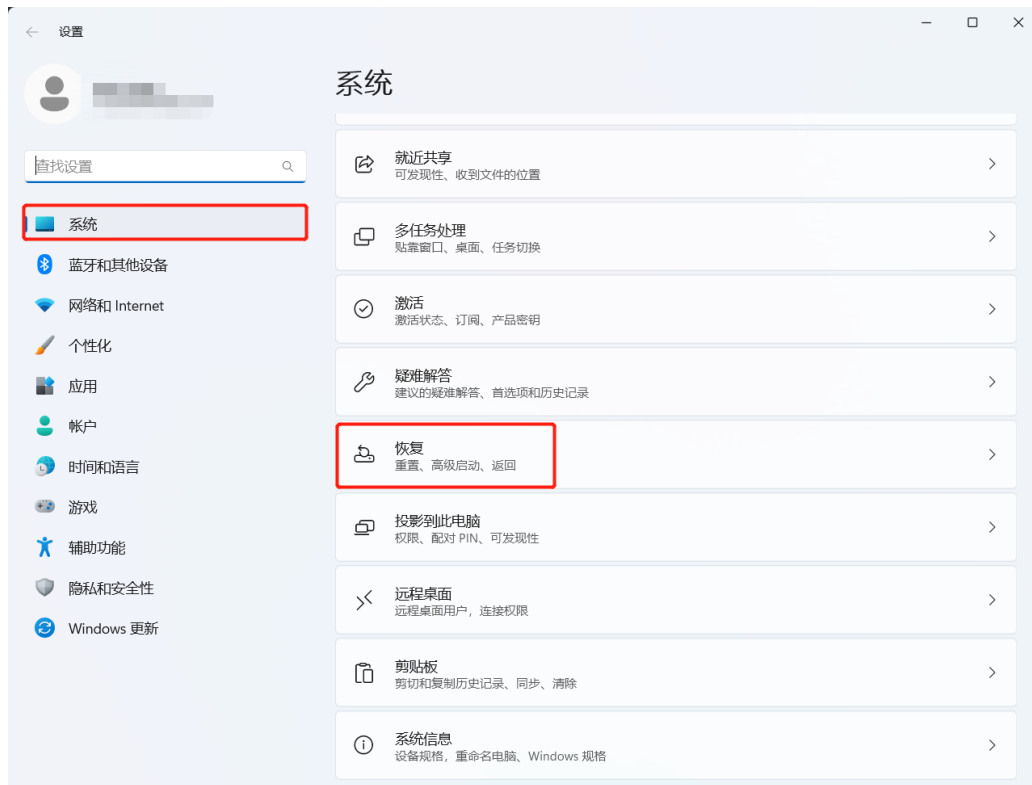 设置
查找设置
系统
蓝牙和其他设备
网络和 Internet
个性化
应用
帐户
时间和语言
游戏
辅助功能
隐私和安全性
Windows 更新
系统
就近共享
可发现性、收到文件的位置
多任务处理
贴靠窗口、桌面、任务切换
激活
激活状态、订阅、产品密钥
疑难解答
建议的疑难解答、首选项和历史记录
恢复
重置、高级启动、返回
投影到此电脑
权限、配对 PIN、可发现性
远程桌面
远程桌面用户，连接权限
剪贴板
剪切和复制历史记录、同步、清除
系统信息
设备规格，重命名电脑、Windows 规格